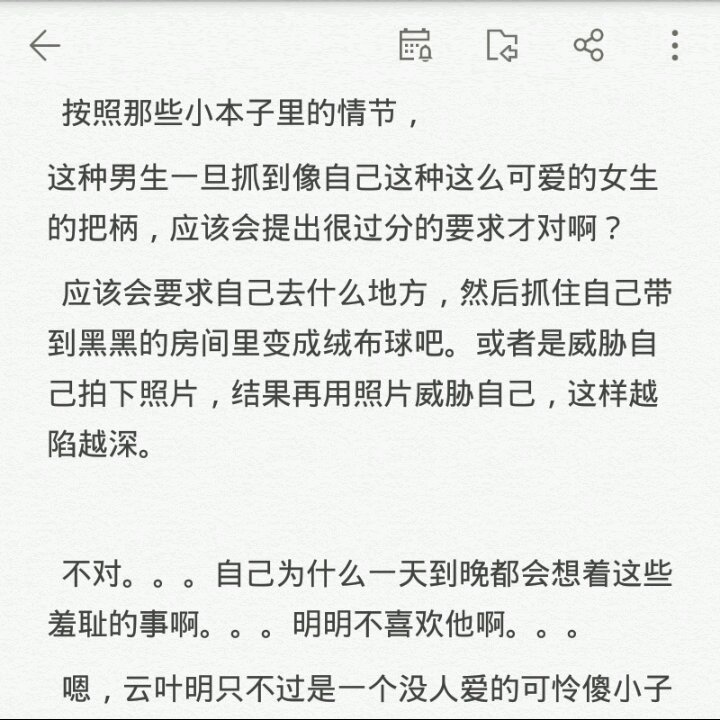 按照那些小本子里的情节，
这种男生一旦抓到像自己这种这么可爱的女生
的把柄，应该会提出很过分的要求才对啊？
应该会要求自己去什么地方，然后抓住自己带
到黑黑的房间里变成绒布球吧。或者是威胁自
己拍下照片，结果再用照片威胁自己，这样越
陷越深。
不对。。。自己为什么一天到晚都会想着这些
羞耻的事啊。。。明明不喜欢他啊。。。
嗯，云叶明只不过是一个没人爱的可怜傻小子